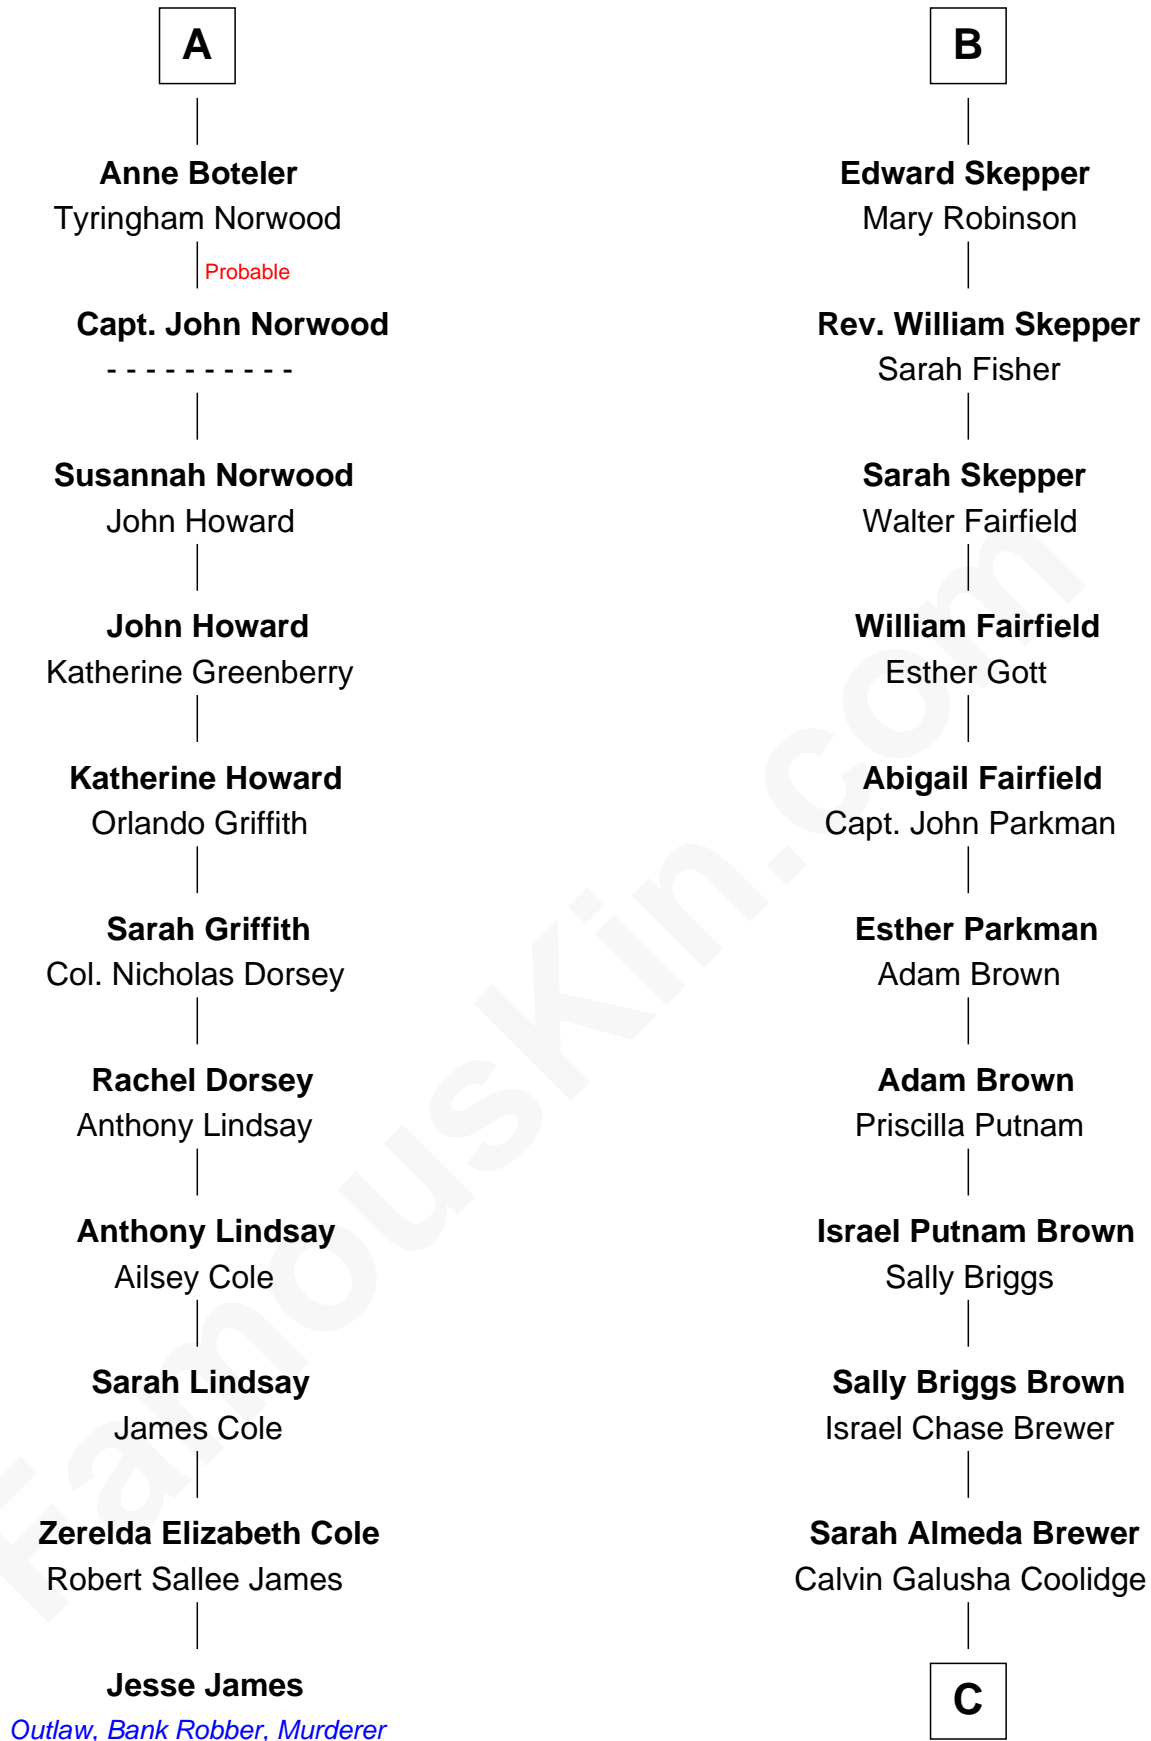 A
Anne Boteler
Tyringham Norwood
Probable
Capt. John Norwood
- - - - - - - - - -
Susannah Norwood
John Howard
John Howard
Katherine Greenberry
Katherine Howard
Orlando Griffith
Sarah Griffith
Col. Nicholas Dorsey
Rachel Dorsey
Anthony Lindsay
Anthony Lindsay
Ailsey Cole
Sarah Lindsay
James Cole
Zerelda Elizabeth Cole
Robert Sallee James
Jesse James
Outlaw, Bank Robber, Murderer
B
Edward Skepper
Mary Robinson
Rev. William Skepper
Sarah Fisher
Sarah Skepper
Walter Fairfield
William Fairfield
Esther Gott
Abigail Fairfield
Capt. John Parkman
Esther Parkman
Adam Brown
Adam Brown
Priscilla Putnam
Israel Putnam Brown
Sally Briggs
Sally Briggs Brown
Israel Chase Brewer
Sarah Almeda Brewer
Calvin Galusha Coolidge
C
FamousKin.com